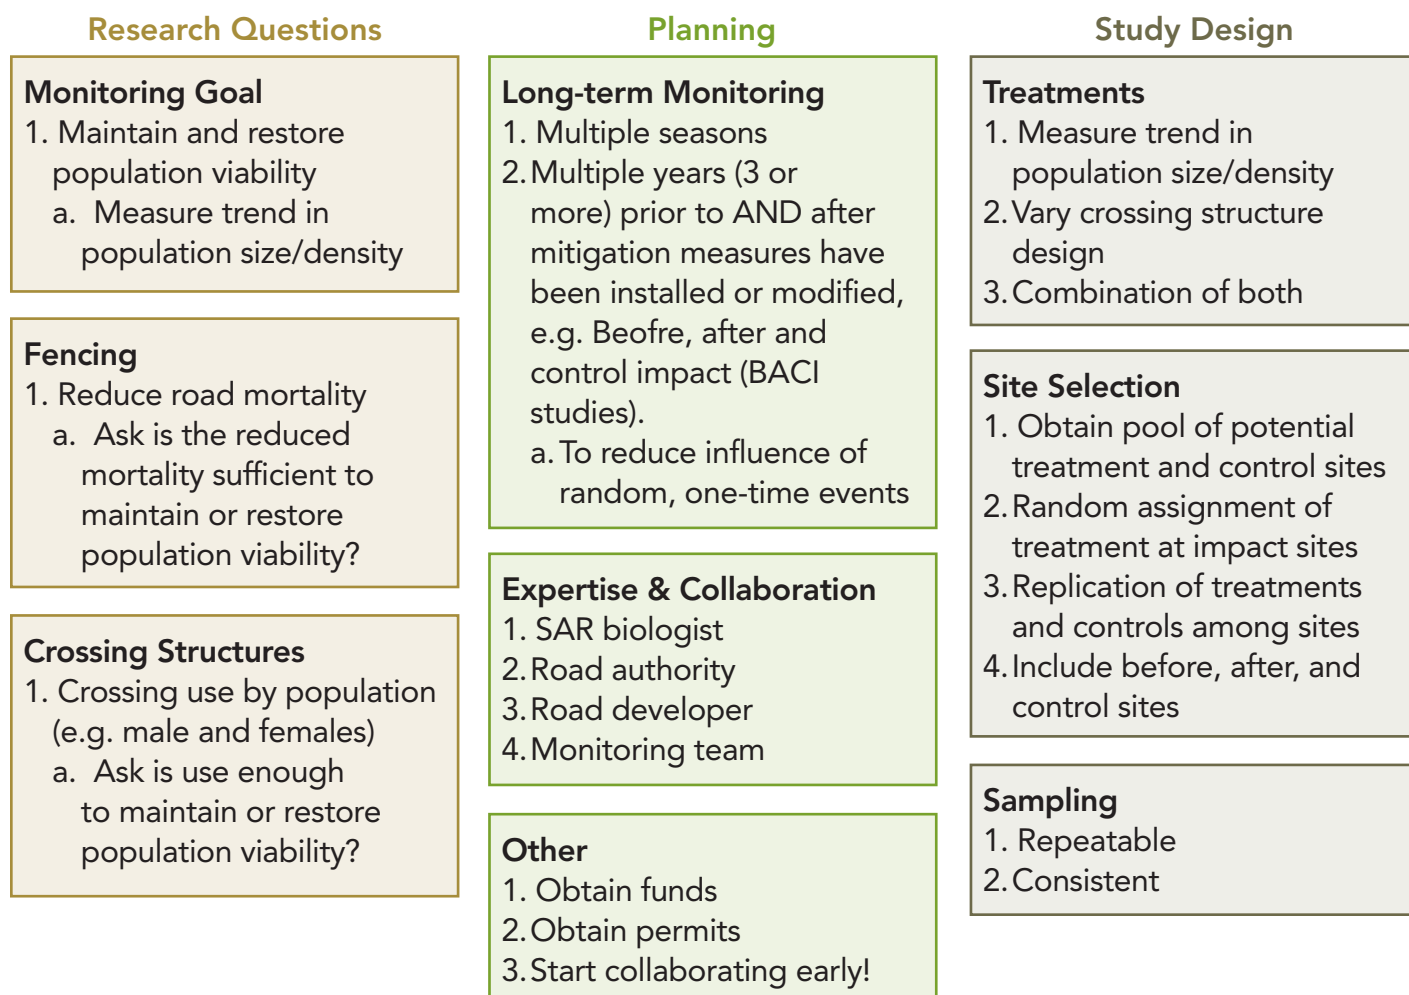 Research Questions
Monitoring Goal
1. Maintain and restore
population viability
a. Measure trend in
population size/density
Fencing
1. Reduce road mortality
a. Ask is the reduced
mortality sufficient to
maintain or restore
population viability?
Crossing Structures
1. Crossing use by population
(e.g. male and females)
a. Ask is use enough
to maintain or restore
population viability?
Planning
Long-term Monitoring
1. Multiple seasons
2. Multiple years (3 or
more) prior to AND after
mitigation measures have
been installed or modified,
e.g. Beofre, after and
control impact (BACI
studies).
a. To reduce influence of
random, one-time events
Expertise & Collaboration
1. SAR biologist
2. Road authority
3. Road developer
4. Monitoring team
Other
1. Obtain funds
2. Obtain permits
3. Start collaborating early!
Study Design
Treatments
1. Measure trend in
population size/density
2. Vary crossing structure
design
3. Combination of both
Site Selection
1. Obtain pool of potential
treatment and control sites
2. Random assignment of
treatment at impact sites
3. Replication of treatments
and controls among sites
4. Include before, after, and
control sites
Sampling
1. Repeatable
2. Consistent